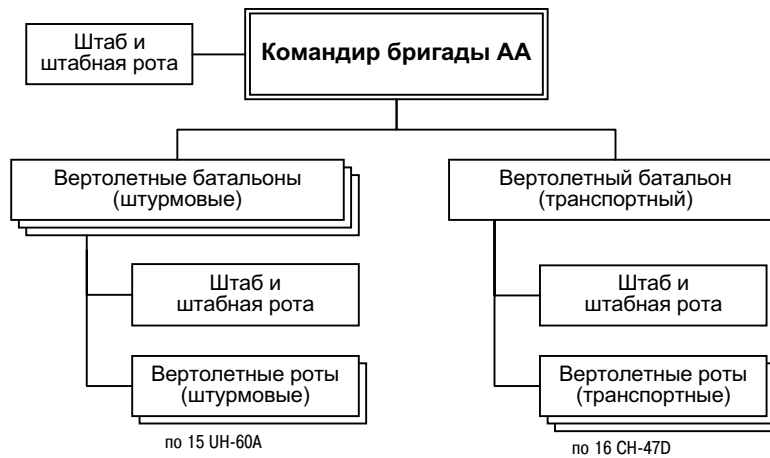 Штаб и
штабная рота
Командир бригады АА
Вертолетные батальоны
(штурмовые)
Вертолетный батальон
(транспортный)
Штаб и
штабная рота
Штаб и
штабная рота
Вертолетные роты
(штурмовые)
Вертолетные роты
(транспортные)
по 15 UH-60A
по 16 CH-47D